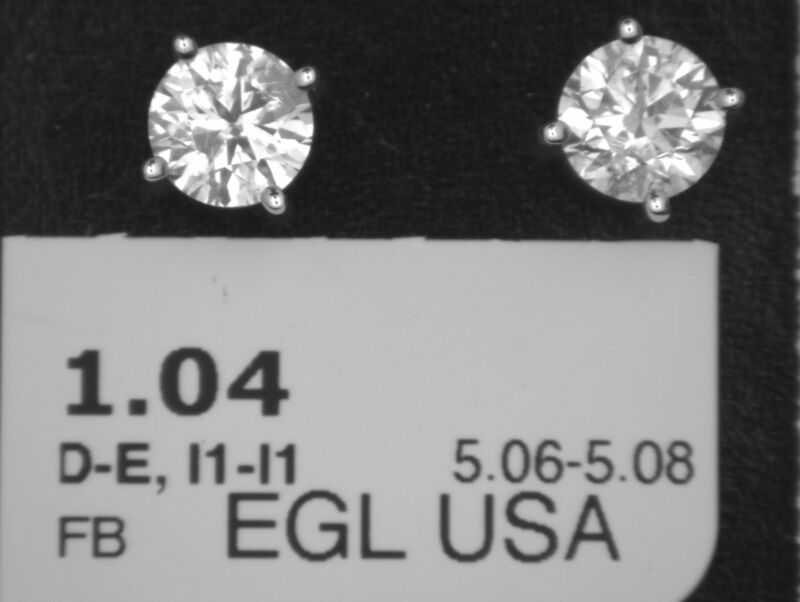 1.04
D-E, I1-I1 5.06-5.08
FB EGL USA